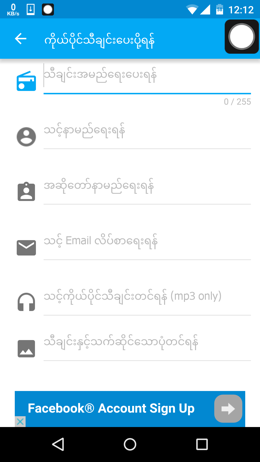 0
KB/s
12:12
ကိုယ်ပိုင်သီချင်းပေးပို့ရန်
သီချင်းအမည်ရေးပေးရန်
0 / 255
သင့်နာမည်ရေးရန်
အဆိုတော်နာမည်ရေးရန်
သင့် Email လိပ်စာရေးရန်
သင့်ကိုယ်ပိုင်သီချင်းတင်ရန် (mp3 only)
သီချင်းနှင့်သက်ဆိုင်သောပုံတင်ရန်
Facebook® Account Sign Up